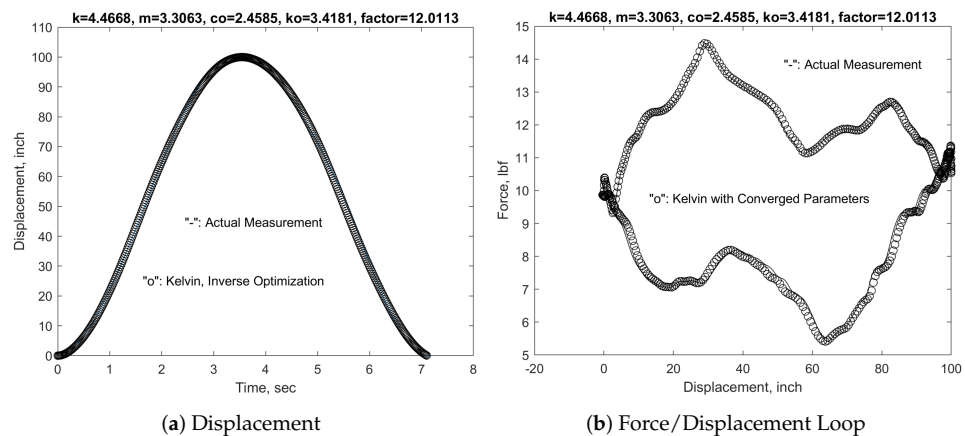 k=4.4668, m=3.3063, co=2.4585, ko=3.4181, factor=12.0113
110
100
90
80
70
60
50
40
30
20
10
0
Displacement, inch
"-": Actual Measurement
"o": Kelvin, Inverse Optimization
0 1 2 3 4 5 6 7 8
Time, sec
(a) Displacement
k=4.4668, m=3.3063, co=2.4585, ko=3.4181, factor=12.0113
15
14
13
12
11
10
9
8
7
6
5
Force, lbf
"-": Actual Measurement
"o": Kelvin with Converged Parameters
-20 0 20 40 60 80 100
Displacement, inch
(b) Force/Displacement Loop